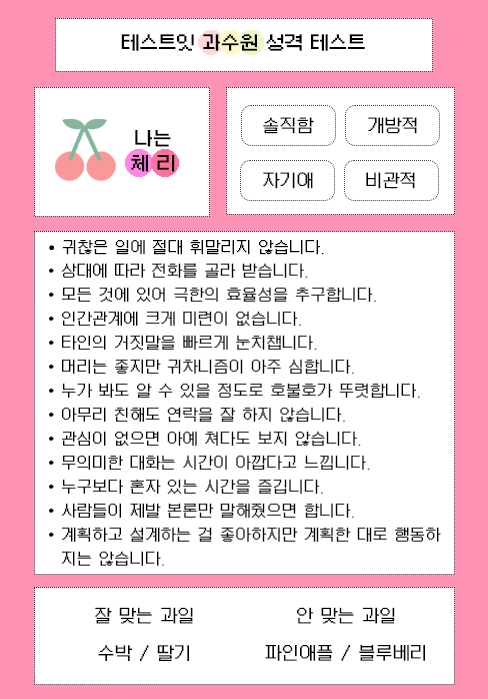 테스트잇 과수원 성격 테스트
나는
체리
솔직함
개방적
자기애
비관적
• 귀찮은 일에 절대 휘말리지 않습니다.
• 상대에 따라 전화를 골라 받습니다.
• 모든 것에 있어 극한의 효율성을 추구합니다.
• 인간관계에 크게 미련이 없습니다.
• 타인의 거짓말을 빠르게 눈치챕니다.
• 머리는 좋지만 귀차니즘이 아주 심합니다.
• 누가 봐도 알 수 있을 정도로 호불호가 뚜렷합니다.
• 아무리 친해도 연락을 잘 하지 않습니다.
• 관심이 없으면 아예 쳐다도 보지 않습니다.
• 무의미한 대화는 시간이 아깝다고 느낍니다.
• 누구보다 혼자 있는 시간을 즐깁니다.
• 사람들이 제발 본론만 말해줬으면 합니다.
• 계획하고 설계하는 걸 좋아하지만 계획한 대로 행동하
지는 않습니다.
잘 맞는 과일
수박 / 딸기
안 맞는 과일
파인애플 / 블루베리